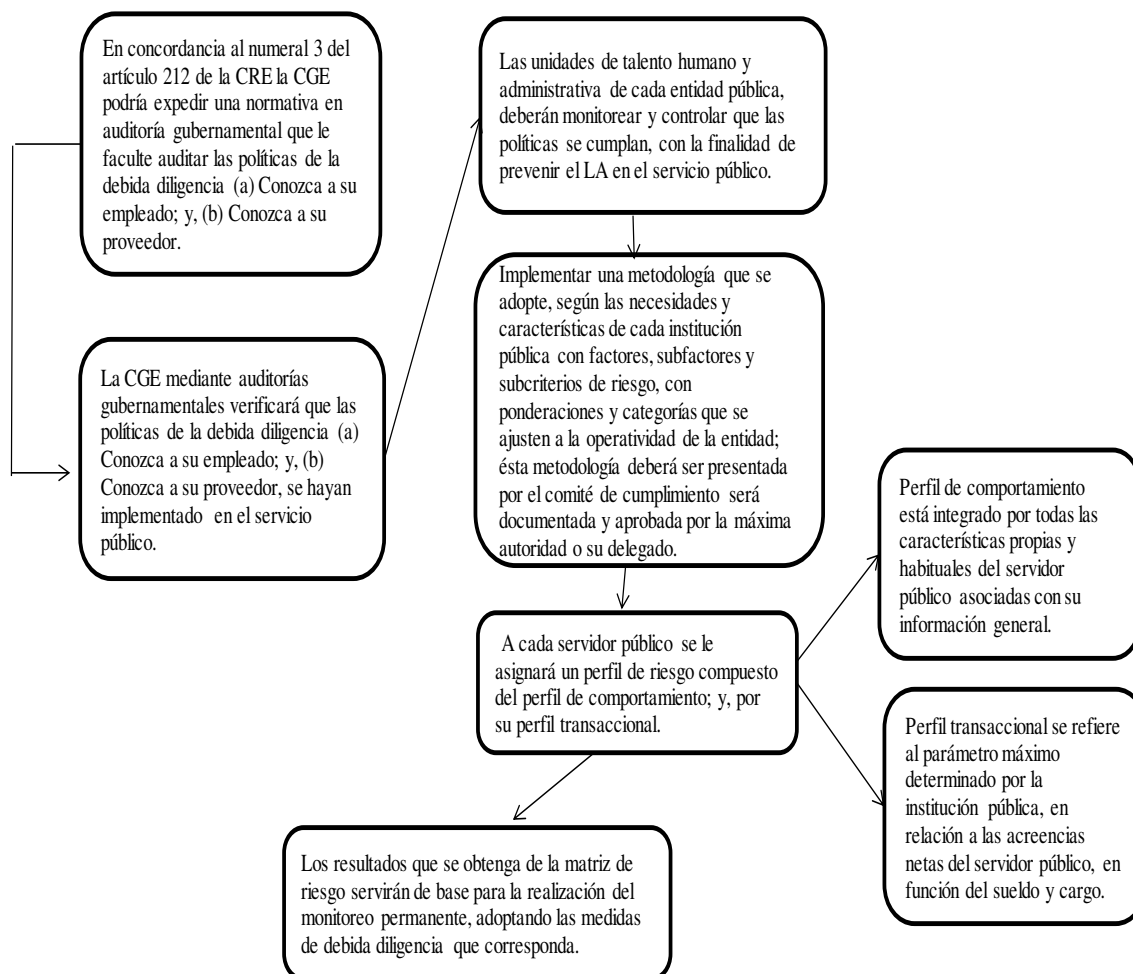 En concordancia al numeral 3 del
artículo 212 de la CRE la CGE
podría expedir una normativa en
auditoría gubernamental que le
faculte auditar las políticas de la
debida diligencia (a) Conozca a su
empleado; y, (b) Conozca a su
proveedor.
La CGE mediante auditorías
gubernamentales verificará que las
políticas de la debida diligencia (a)
Conozca a su empleado; y, (b)
Conozca a su proveedor, se hayan
implementado en el servicio
público.
Las unidades de talento humano y
administrativa de cada entidad pública,
deberán monitorear y controlar que las
políticas se cumplan, con la finalidad de
prevenir el LA en el servicio público.
Implementar una metodología que se
adopte, según las necesidades y
características de cada institución
pública con factores, subfactores y
subcriterios de riesgo, con
ponderaciones y categorías que se
ajusten a la operatividad de la entidad;
ésta metodología deberá ser presentada
por el comité de cumplimiento será
documentada y aprobada por la máxima
autoridad o su delegado.
A cada servidor público se le
asignará un perfil de riesgo compuesto
del perfil de comportamiento; y, por
su perfil transaccional.
Perfil de comportamiento
está integrado por todas las
características propias y
habituales del servidor
público asociadas con su
información general.
Perfil transaccional se refiere
al parámetro máximo
determinado por la
institución pública, en
relación a las acreencias
netas del servidor público, en
función del sueldo y cargo.
Los resultados que se obtenga de la matriz de
riesgo servirán de base para la realización del
monitoreo permanente, adoptando las medidas
de debida diligencia que corresponda.